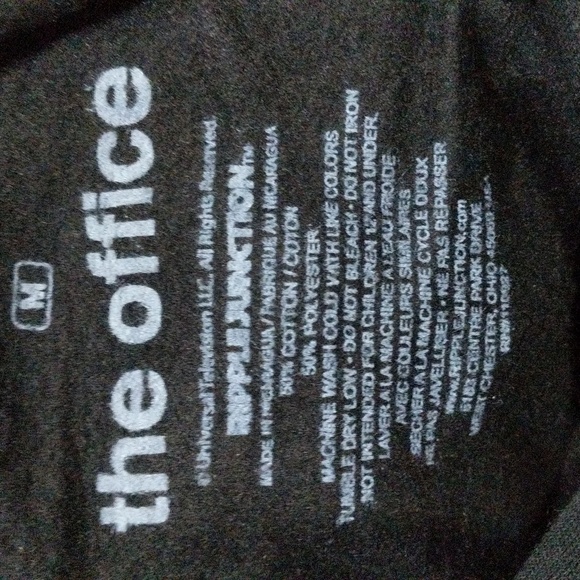 M
the office
© Universal Television LLC. All Rights Reserved.
RIPPLE JUNCTION™
MADE IN NICARAGUA / FABRIQUE AU NICARAGUA
50% COTTON / COTON
50% POLYESTER
MACHINE WASH COLD WITH LIKE COLORS
TUMBLE DRY LOW • DO NOT BLEACH • DO NOT IRON
NOT INTENDED FOR CHILDREN 12 AND UNDER.
LAVER A LA MACHINE A L'EAU FROIDE
AVEC COULEURS SIMILAIRES
SECHER A LA MACHINE CYCLE DOUX
NE PAS JAVELLISER • NE PAS REPASSER
WWW.RIPPLEJUNCTION.com
6183 CENTRE PARK DRIVE
WEST CHESTER, OHIO